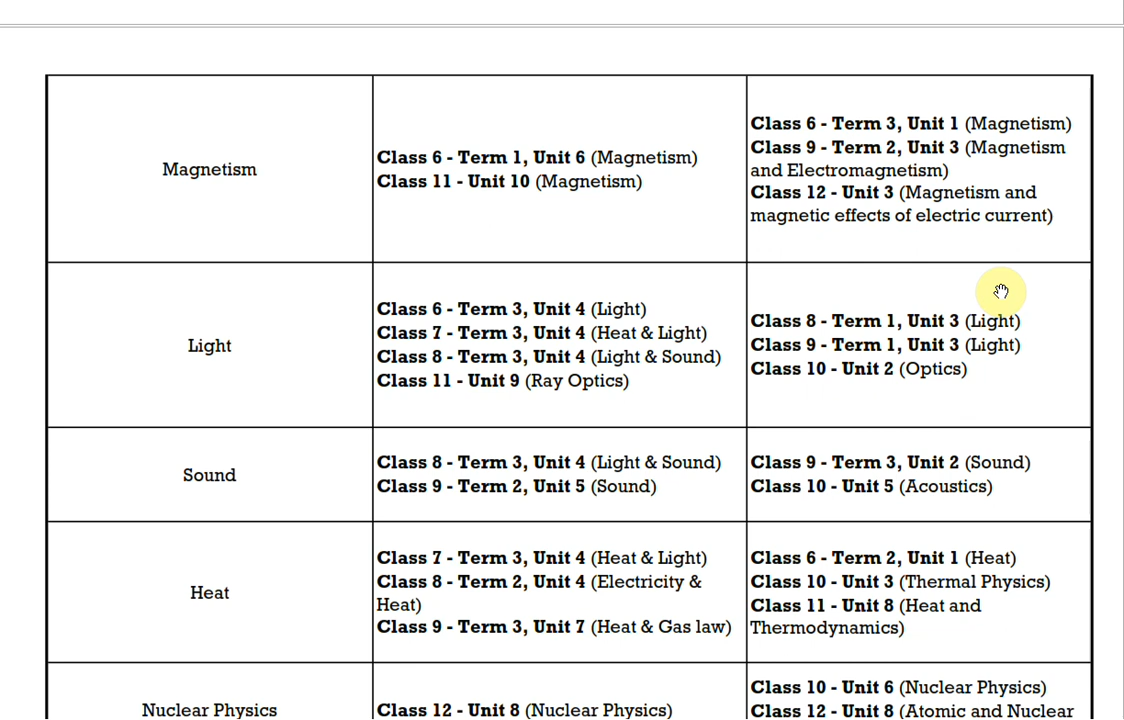 Magnetism
Class 6 - Term 1, Unit 6 (Magnetism)
Class 11 - Unit 10 (Magnetism)
Class 6 - Term 3, Unit 1 (Magnetism)
Class 9 - Term 2, Unit 3 (Magnetism
and Electromagnetism)
Class 12 - Unit 3 (Magnetism and
magnetic effects of electric current)
Light
Class 6 - Term 3, Unit 4 (Light)
Class 7 - Term 3, Unit 4 (Heat & Light)
Class 8 - Term 3, Unit 4 (Light & Sound)
Class 11 - Unit 9 (Ray Optics)
Class 8 - Term 1, Unit 3 (Light)
Class 9 - Term 1, Unit 3 (Light)
Class 10 - Unit 2 (Optics)
Sound
Class 8 - Term 3, Unit 4 (Light & Sound)
Class 9 - Term 2, Unit 5 (Sound)
Class 9 - Term 3, Unit 2 (Sound)
Class 10 - Unit 5 (Acoustics)
Heat
Class 7 - Term 3, Unit 4 (Heat & Light)
Class 8 - Term 2, Unit 4 (Electricity &
Heat)
Class 9 - Term 3, Unit 7 (Heat & Gas law)
Class 6 - Term 2, Unit 1 (Heat)
Class 10 - Unit 3 (Thermal Physics)
Class 11 - Unit 8 (Heat and
Thermodynamics)
Nuclear Physics
Class 12 - Unit 8 (Nuclear Physics)
Class 10 - Unit 6 (Nuclear Physics)
Class 12 - Unit 8 (Atomic and Nuclear